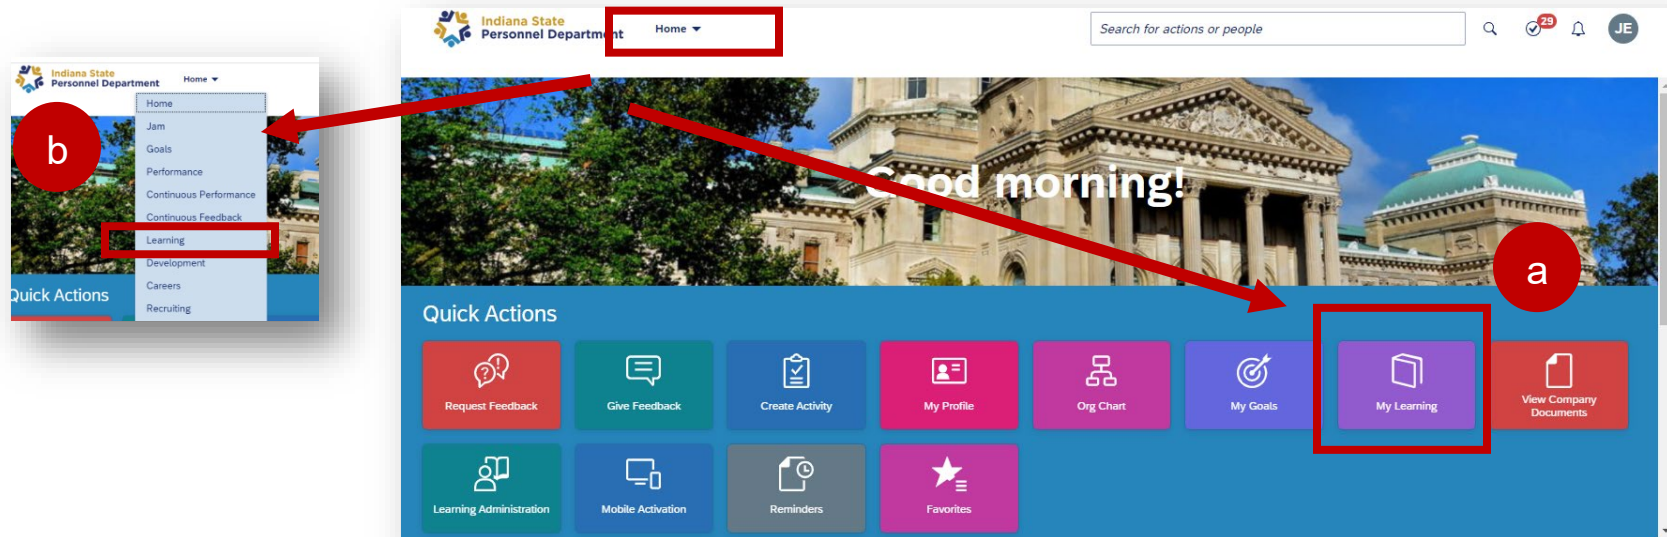 Indiana State
Personnel Department
Home
Home
Jam
Goals
Performance
Continuous Performance
Continuous Feedback
Learning
Development
Careers
Recruiting
Quick Actions
b
Indiana State
Personnel Department
Home
Search for actions or people
29
JE
Good morning!
a
Quick Actions
Request Feedback
Give Feedback
Create Activity
My Profile
Org Chart
My Goals
My Learning
View Company
Documents
Learning Administration
Mobile Activation
Reminders
Favorites